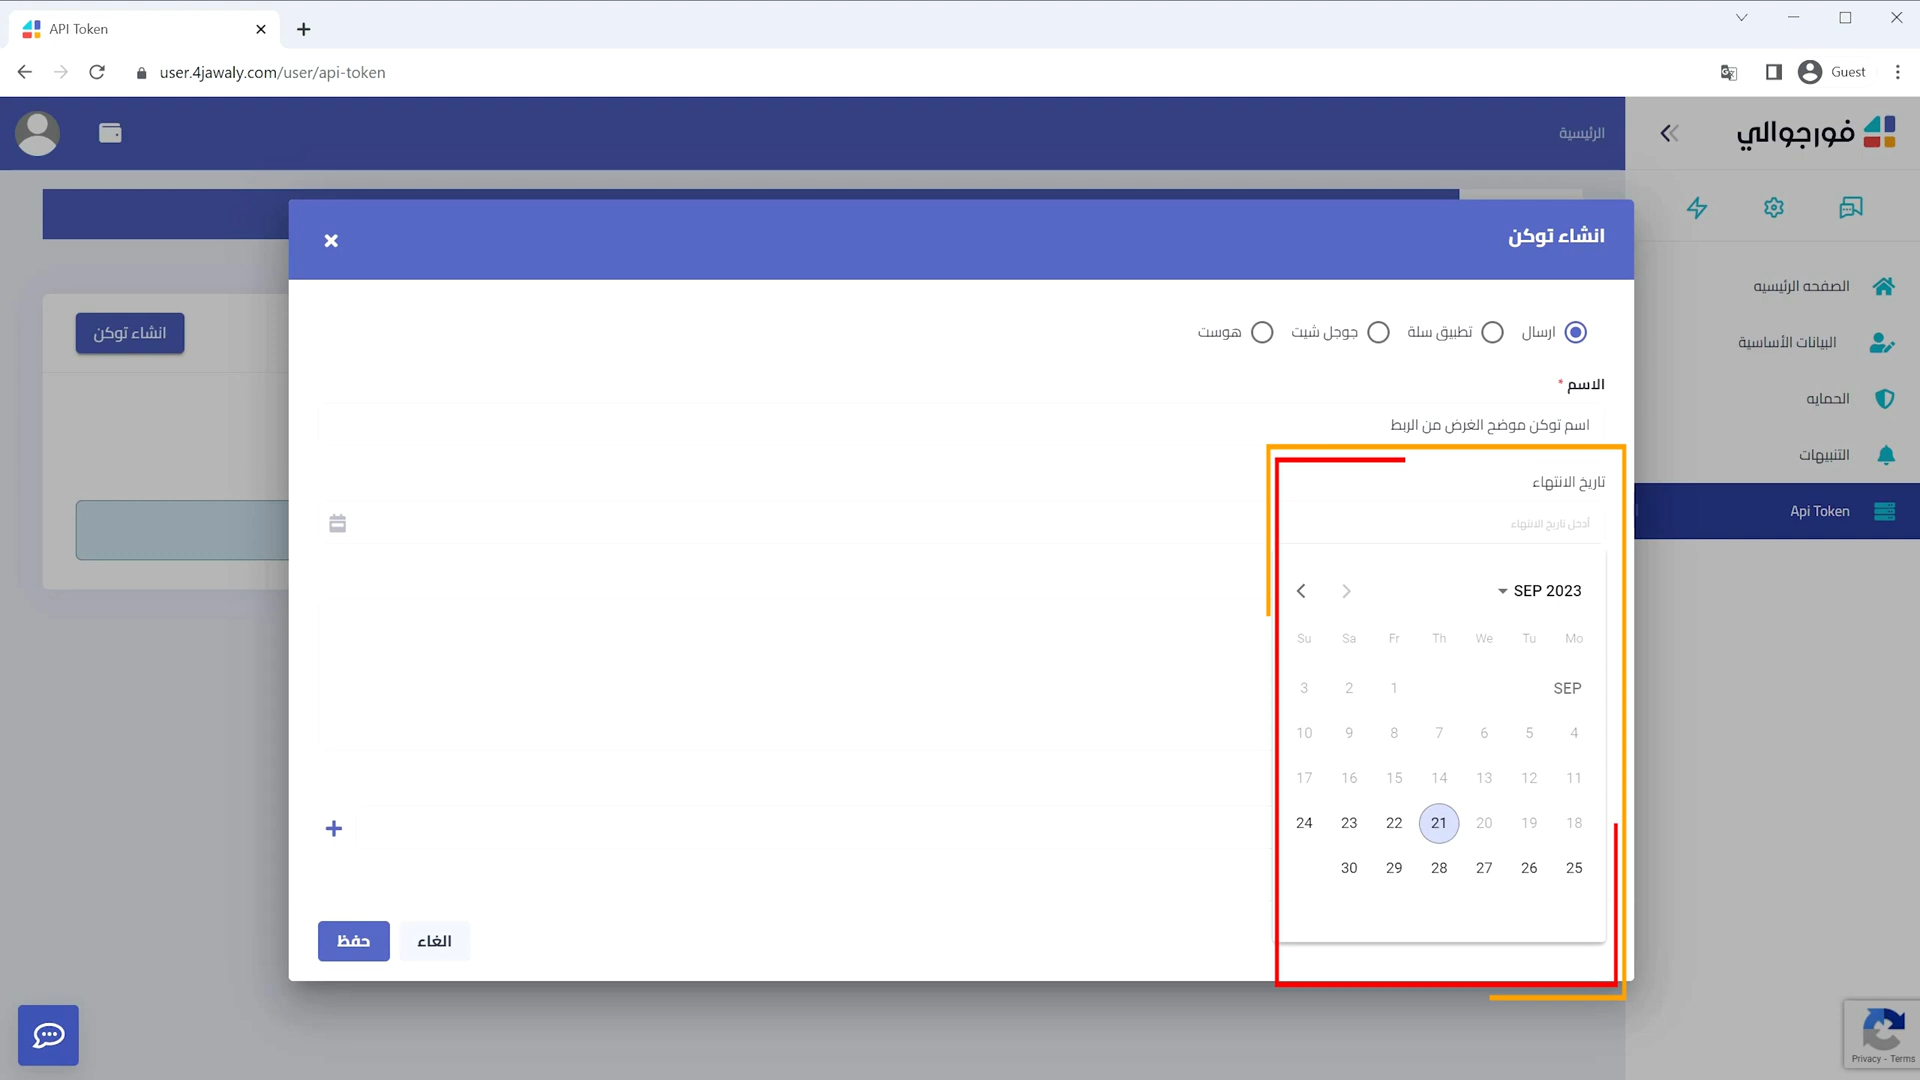 API Token
user.4jawaly.com/user/api-token
Guest
الرئيسية
فورجوالي
انشاء توكن
انشاء توكن
ارسال
تطبيق سلة
جوجل شيت
هوست
الاسم *
اسم توكن موضح الغرض من الربط
تاريخ الانتهاء
أدخل تاريخ الانتهاء
SEP 2023
Su Sa Fr Th We Tu Mo
3 2 1 SEP
10 9 8 7 6 5 4
17 16 15 14 13 12 11
24 23 22 21 20 19 18
30 29 28 27 26 25
حفظ
الغاء
الصفحه الرئيسيه
البيانات الأساسية
الحمايه
التنبيهات
Api Token
Privacy - Terms